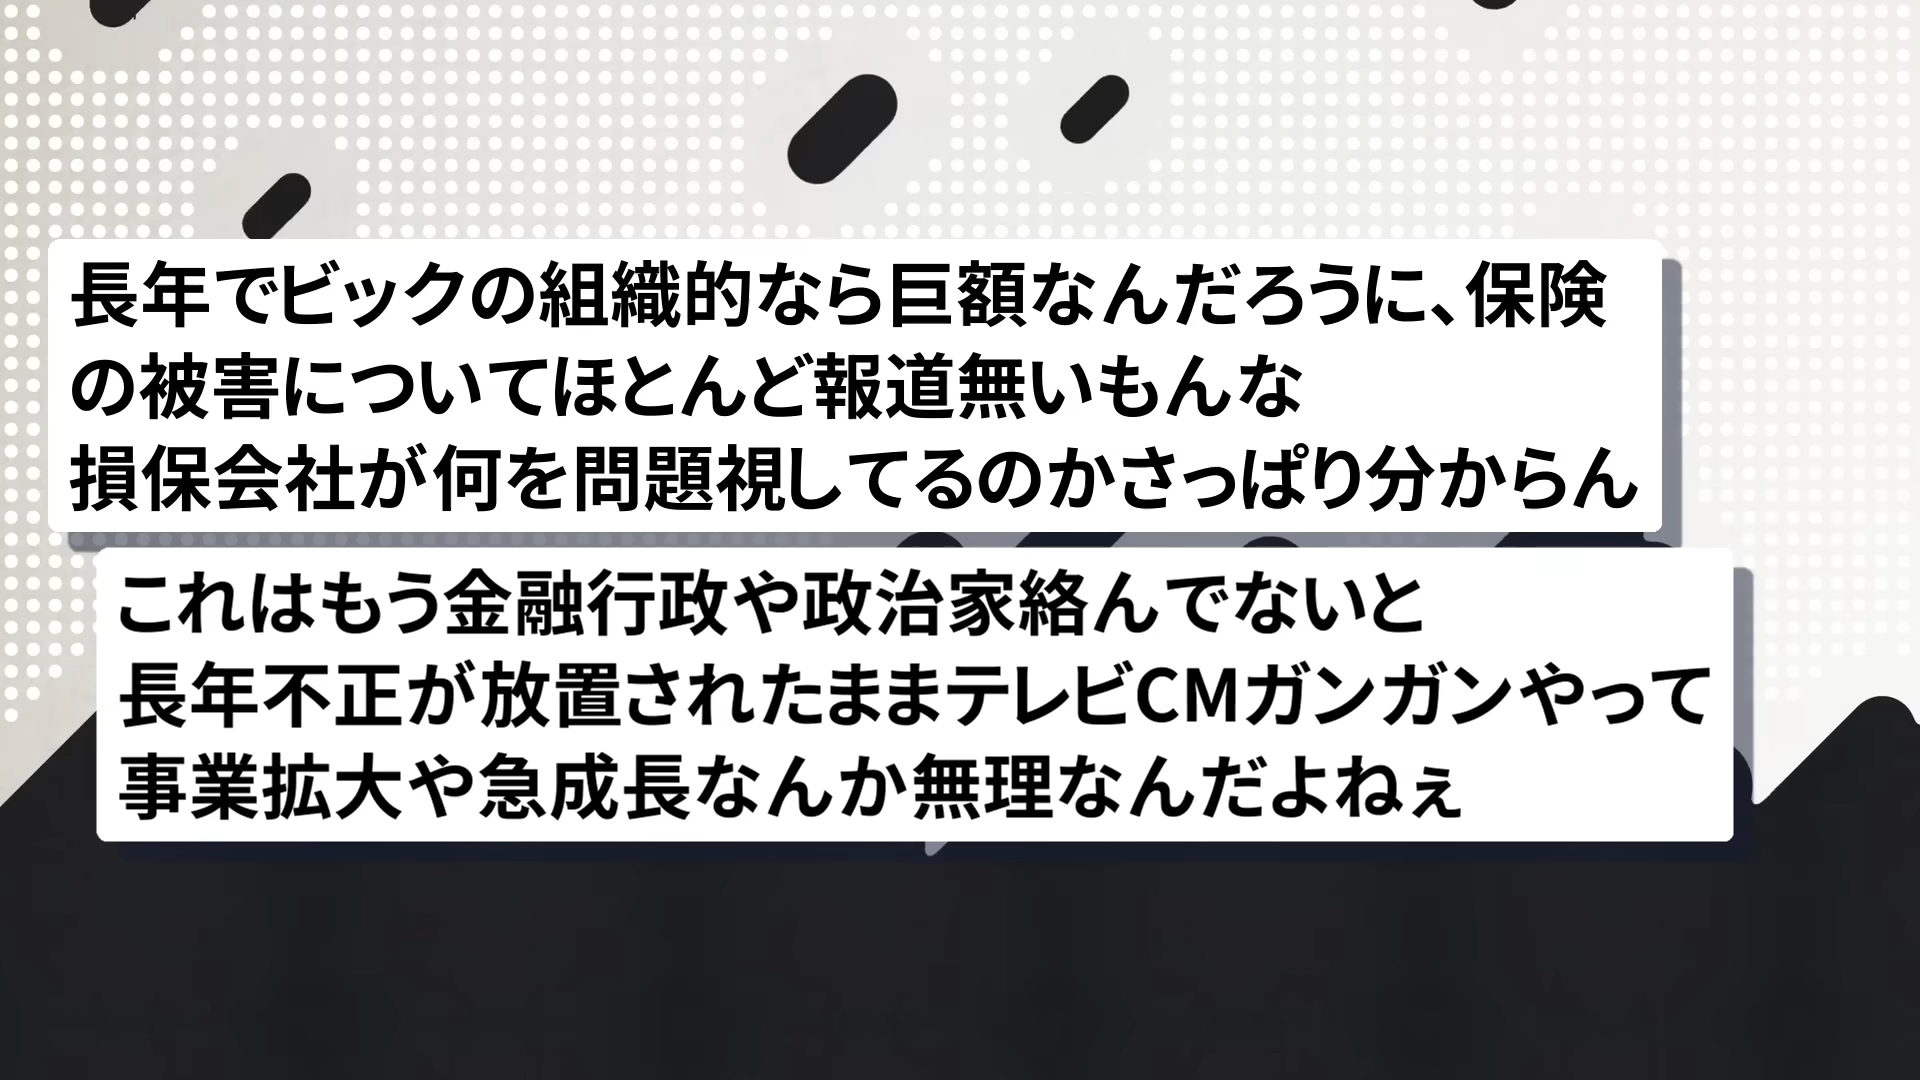 長年でビックの組織的なら巨額なんだろうに、保険
の被害についてほとんど報道無いもんな
損保会社が何を問題視してるのかさっぱり分からん
これはもう金融行政や政治家絡んでないと
長年不正が放置されたままテレビCMガンガンやって
事業拡大や急成長なんか無理なんだよねぇ